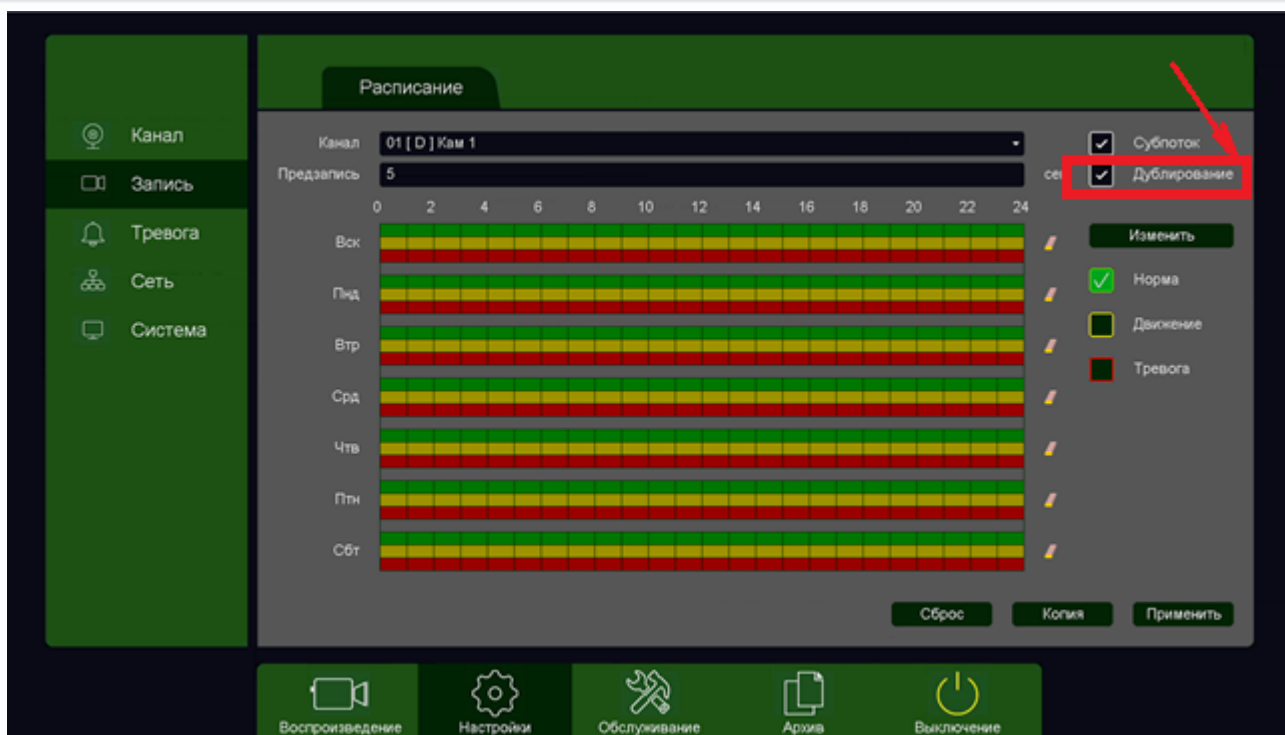 Расписание
Канал
Запись
Тревога
Сеть
Система
Канал 01 [ D ] Кам 1 Субпоток
Предзапись 5 сек Дублирование
0 2 4 6 8 10 12 14 16 18 20 22 24
Вск Изменить
Пнд Норма
Втр Движение
Тревога
Срд
Чтв
Птн
Сбт
Сброс Копия Применить
Воспроизведение Настройки Обслуживание Архив Выключение